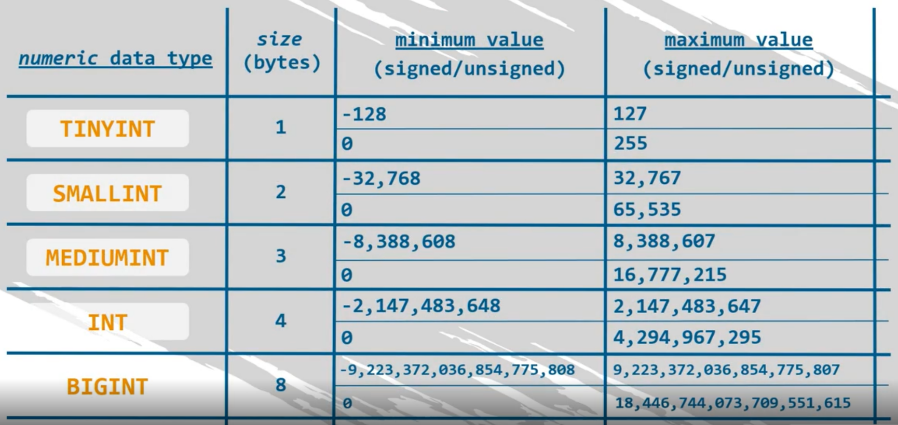 numeric data type
size
(bytes)
minimum value
(signed/unsigned)
maximum value
(signed/unsigned)
TINYINT
1
-128
127
0
255
SMALLINT
2
-32,768
32,767
0
65,535
MEDIUMINT
3
-8,388,608
8,388,607
0
16,777,215
INT
4
-2,147,483,648
2,147,483,647
0
4,294,967,295
BIGINT
8
-9,223,372,036,854,775,808
9,223,372,036,854,775,807
0
18,446,744,073,709,551,615